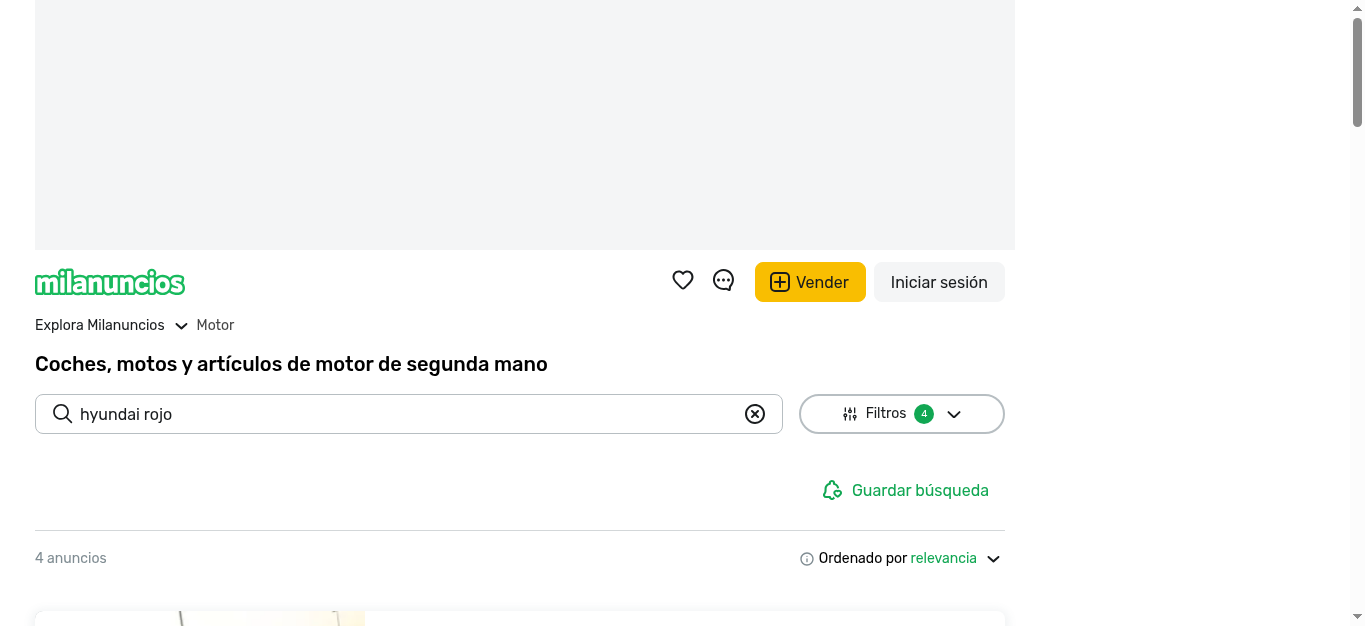 milanuncios
Vender
Iniciar sesión
Explora Milanuncios
Motor
Coches, motos y artículos de motor de segunda mano
hyundai rojo
Filtros 4
Guardar búsqueda
4 anuncios
Ordenado por relevancia